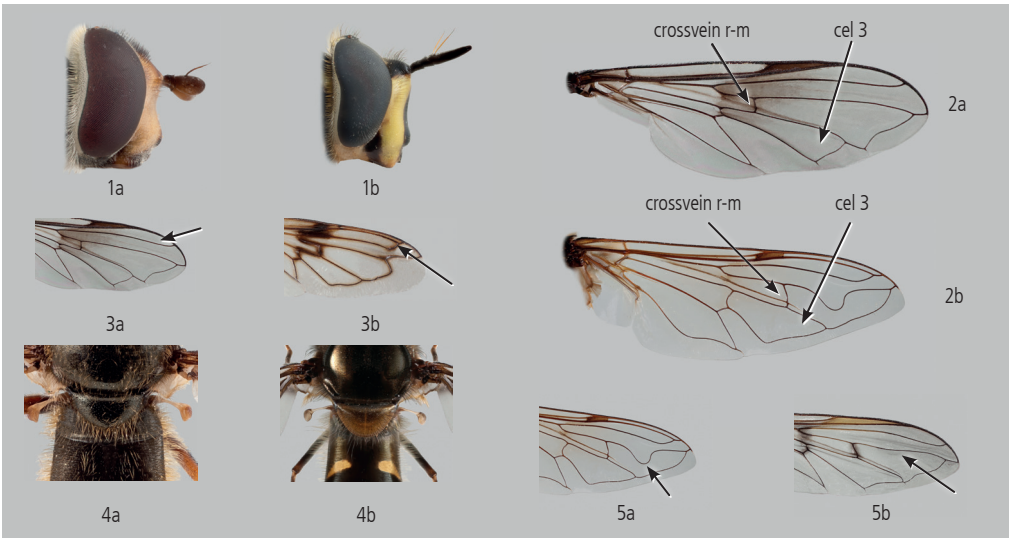 crossvein r-m
cel 3
2a
1a
1b
crossvein r-m
cel 3
2b
3a
3b
4a
4b
5a
5b